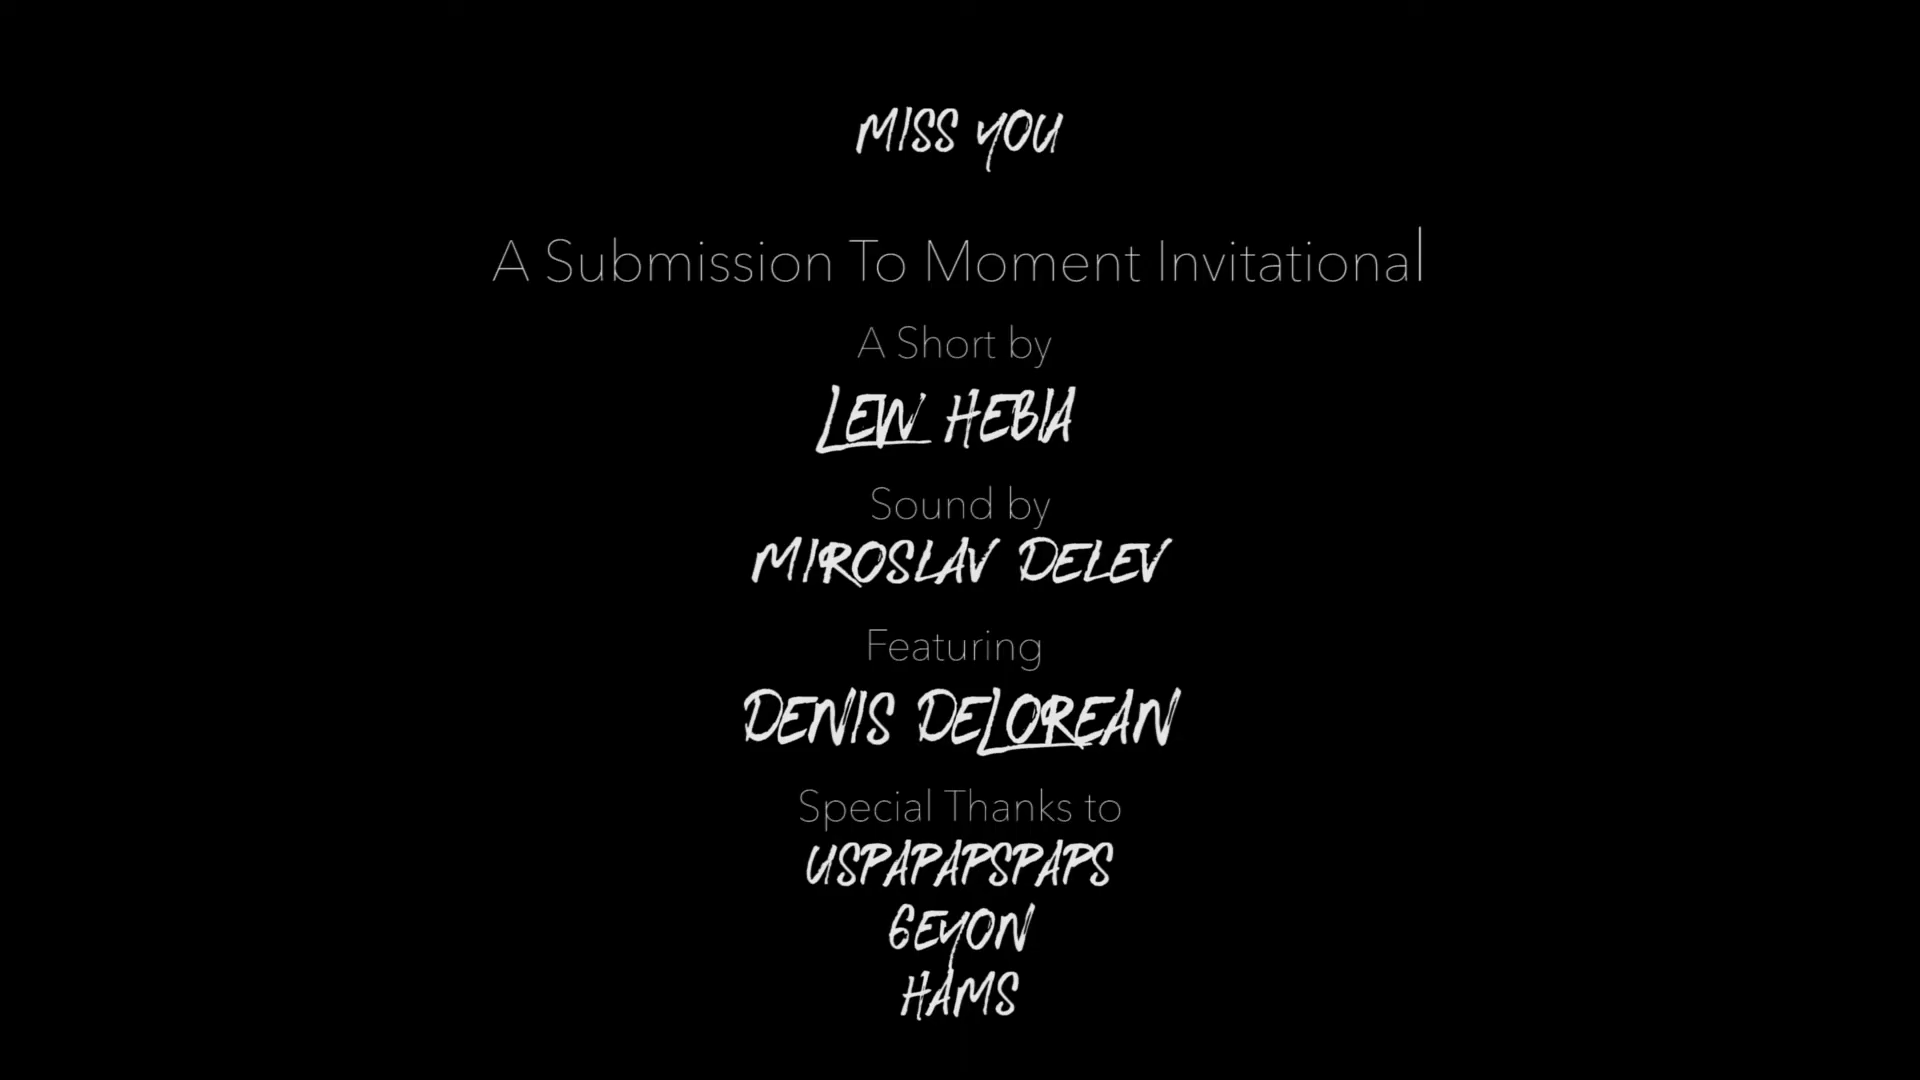 MISS YOU
A Submission To Moment Invitational
A Short by
LEW HEBIA
Sound by
MIROSLAV DELEV
Featuring
DENIS DELOREAN
Special Thanks to
USPAPAPSPAPS
6EYON
HAMS